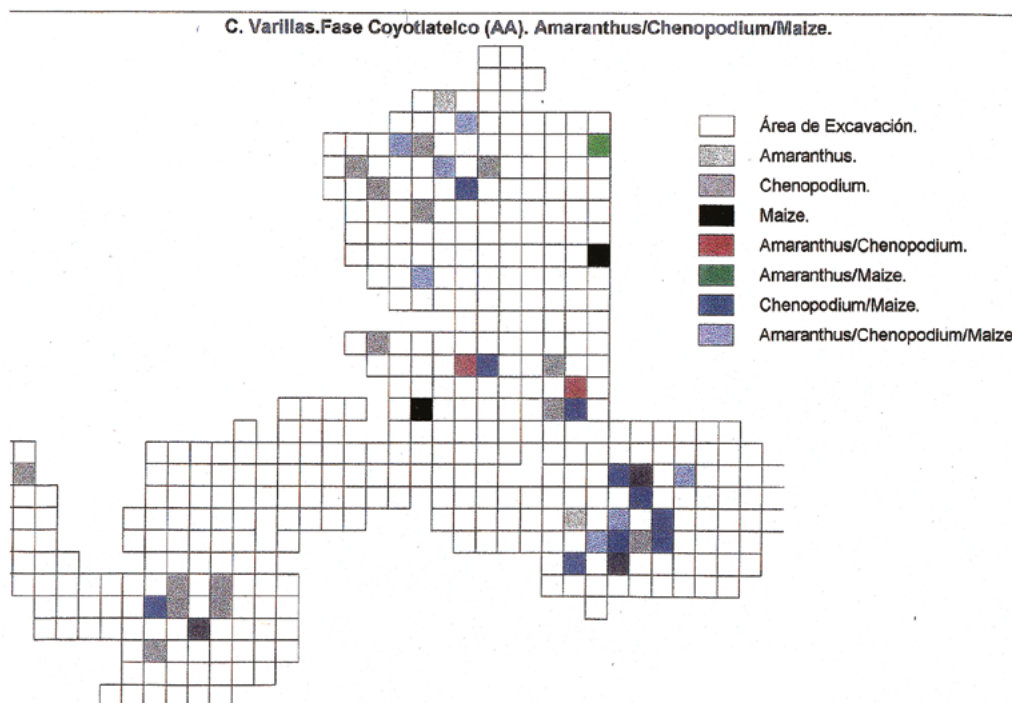 C. Varillas.Fase Coyotlatelco (AA). Amaranthus/Chenopodium/Maize.
Área de Excavación.
Amaranthus.
Chenopodium.
Maize.
Amaranthus/Chenopodium.
Amaranthus/Maize.
Chenopodium/Maize.
Amaranthus/Chenopodium/Maize